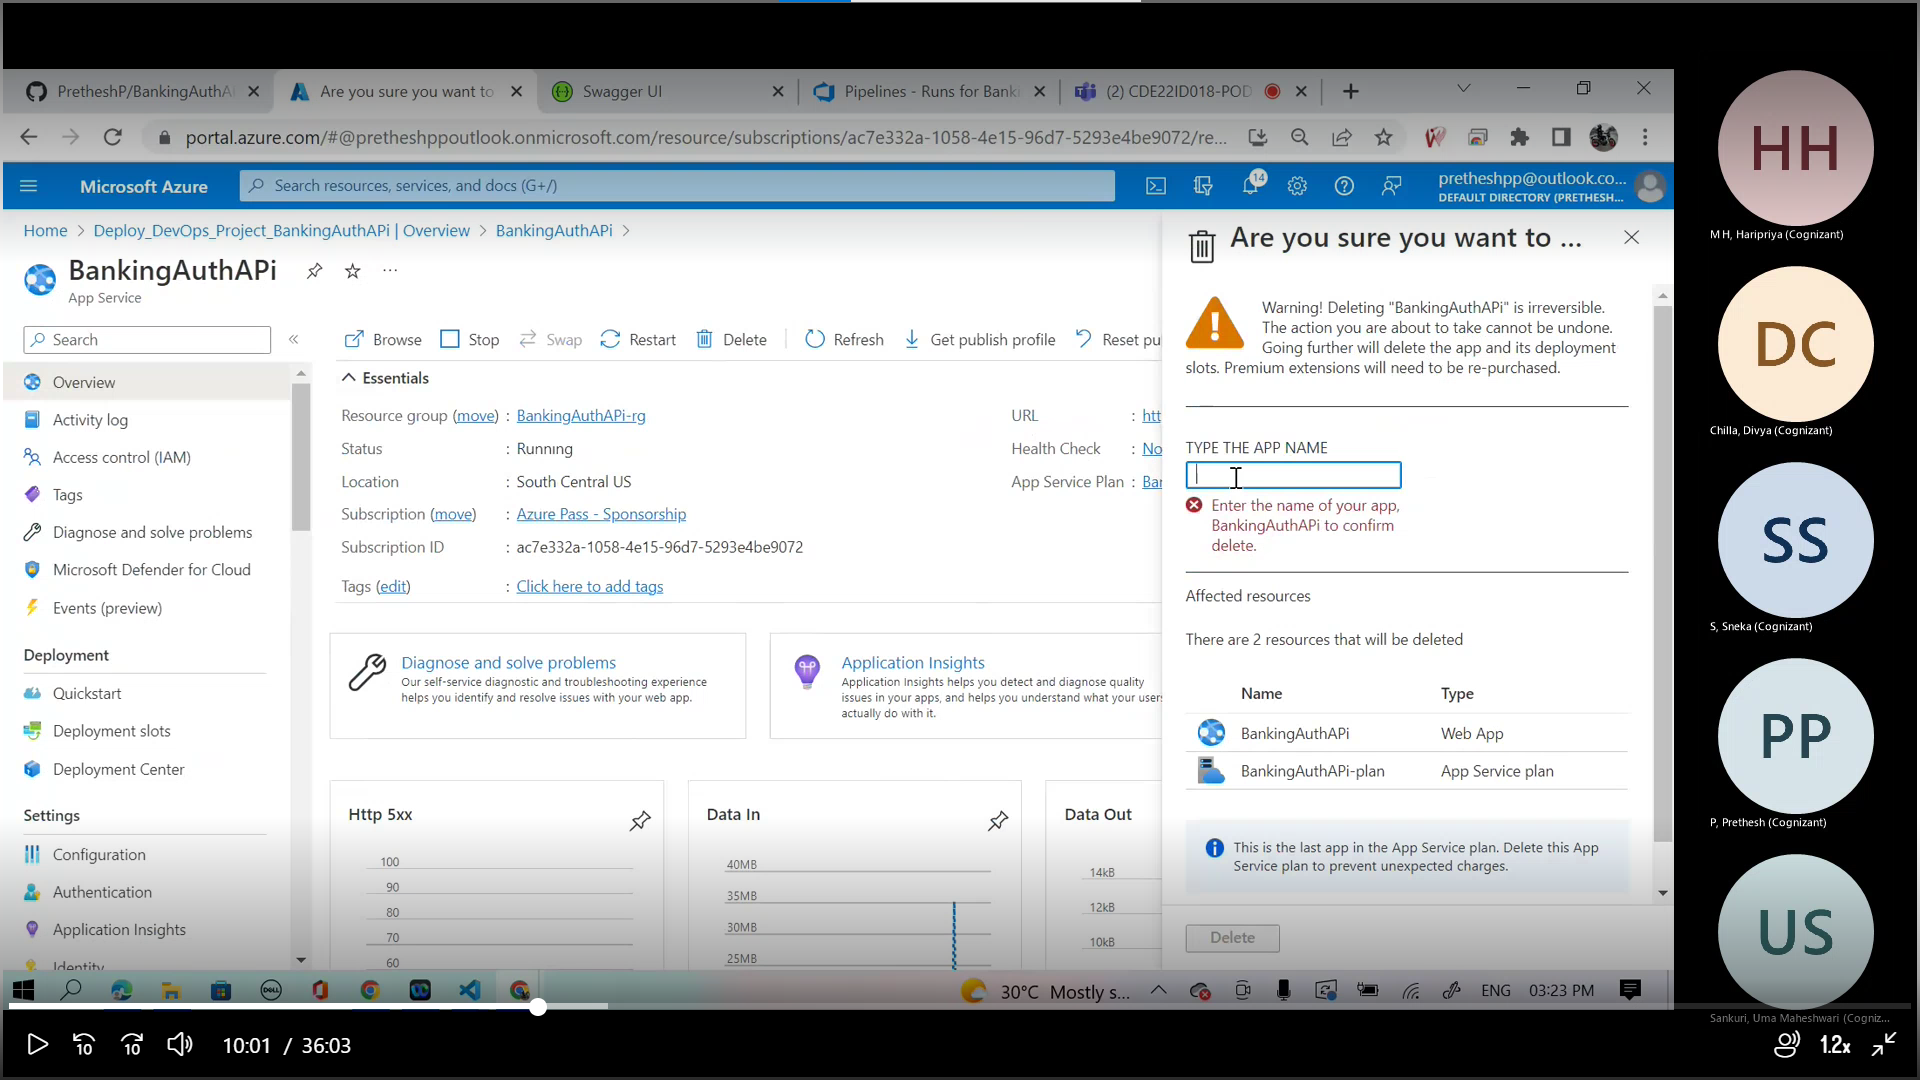 PretheshP/BankingAuthA
Are you sure you want to
Swagger UI
Pipelines - Runs for Bank
(2) CDE22ID018-POD
portal.azure.com/#@pretheshppoutlook.onmicrosoft.com/resource/subscriptions/ac7e332a-1058-4e15-96d7-5293e4be9072/re...
Microsoft Azure
Search resources, services, and docs (G+/)
14
pretheshpp@outlook.co...
DEFAULT DIRECTORY (PRETHESH...
Home > Deploy_DevOps_Project_BankingAuthAPi | Overview > BankingAuthAPi >
BankingAuthAPi
App Service
Search
Browse Stop Swap Restart Delete Refresh Get publish profile Reset pu
Overview
Activity log
Access control (IAM)
Tags
Diagnose and solve problems
Microsoft Defender for Cloud
Events (preview)
Deployment
Quickstart
Deployment slots
Deployment Center
Settings
Configuration
Authentication
Application Insights
Identity
Essentials
Resource group (move) : BankingAuthAPi-rg
Status : Running
Location : South Central US
Subscription (move) : Azure Pass - Sponsorship
Subscription ID : ac7e332a-1058-4e15-96d7-5293e4be9072
Tags (edit) : Click here to add tags
URL : htt
Health Check : No
App Service Plan : Bar
Diagnose and solve problems
Our self-service diagnostic and troubleshooting experience
helps you identify and resolve issues with your web app.
Application Insights
Application Insights helps you detect and diagnose quality
issues in your apps, and helps you understand what your users
actually do with it.
Http 5xx
100
90
80
70
60
Data In
40MB
35MB
30MB
25MB
Data Out
14kB
12kB
10kB
Are you sure you want to ...
Warning! Deleting "BankingAuthAPi" is irreversible.
The action you are about to take cannot be undone.
Going further will delete the app and its deployment
slots. Premium extensions will need to be re-purchased.
TYPE THE APP NAME
Enter the name of your app,
BankingAuthAPi to confirm
delete.
Affected resources
There are 2 resources that will be deleted
Name Type
BankingAuthAPi Web App
BankingAuthAPi-plan App Service plan
This is the last app in the App Service plan. Delete this App
Service plan to prevent unexpected charges.
Delete
DELL
30°C Mostly s...
ENG 03:23 PM
HH
M H, Haripriya (Cognizant)
DC
Chilla, Divya (Cognizant)
SS
S, Sneka (Cognizant)
PP
P, Prethesh (Cognizant)
US
Sankuri, Uma Maheshwari (Cogniz...
10
10
10:01 / 36:03
1.2x